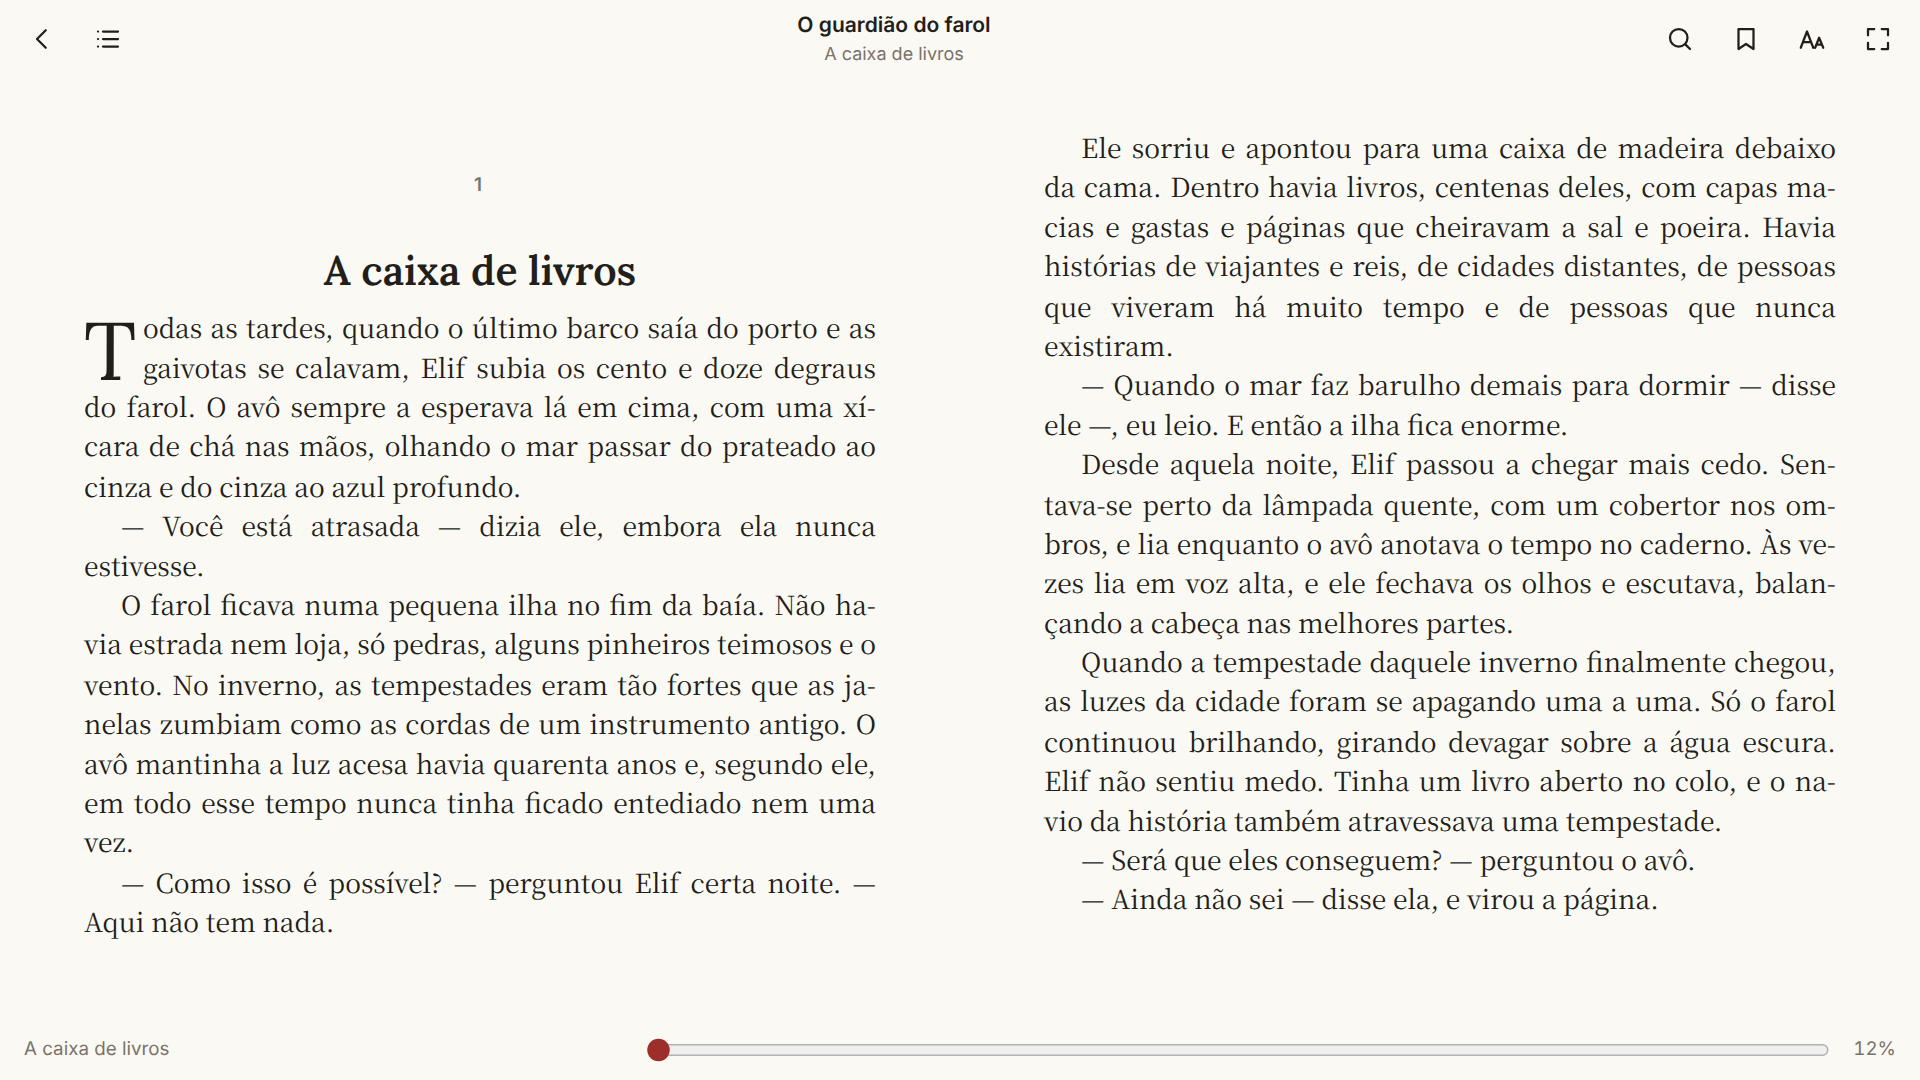 O guardião do farol
A caixa de livros
1
A caixa de livros
Todas as tardes, quando o último barco saía do porto e as
gaivotas se calavam, Elif subia os cento e doze degraus
do farol. O avô sempre a esperava lá em cima, com uma xí-
cara de chá nas mãos, olhando o mar passar do prateado ao
cinza e do cinza ao azul profundo.
— Você está atrasada — dizia ele, embora ela nunca
estivesse.
O farol ficava numa pequena ilha no fim da baía. Não ha-
via estrada nem loja, só pedras, alguns pinheiros teimosos e o
vento. No inverno, as tempestades eram tão fortes que as ja-
nelas zumbiam como as cordas de um instrumento antigo. O
avô mantinha a luz acesa havia quarenta anos e, segundo ele,
em todo esse tempo nunca tinha ficado entediado nem uma
vez.
— Como isso é possível? — perguntou Elif certa noite. —
Aqui não tem nada.
Ele sorriu e apontou para uma caixa de madeira debaixo
da cama. Dentro havia livros, centenas deles, com capas ma-
cias e gastas e páginas que cheiravam a sal e poeira. Havia
histórias de viajantes e reis, de cidades distantes, de pessoas
que viveram há muito tempo e de pessoas que nunca
existiram.
— Quando o mar faz barulho demais para dormir — disse
ele —, eu leio. E então a ilha fica enorme.
Desde aquela noite, Elif passou a chegar mais cedo. Sen-
tava-se perto da lâmpada quente, com um cobertor nos om-
bros, e lia enquanto o avô anotava o tempo no caderno. Às ve-
zes lia em voz alta, e ele fechava os olhos e escutava, balan-
çando a cabeça nas melhores partes.
Quando a tempestade daquele inverno finalmente chegou,
as luzes da cidade foram se apagando uma a uma. Só o farol
continuou brilhando, girando devagar sobre a água escura.
Elif não sentiu medo. Tinha um livro aberto no colo, e o na-
vio da história também atravessava uma tempestade.
— Será que eles conseguem? — perguntou o avô.
— Ainda não sei — disse ela, e virou a página.
A caixa de livros
12%